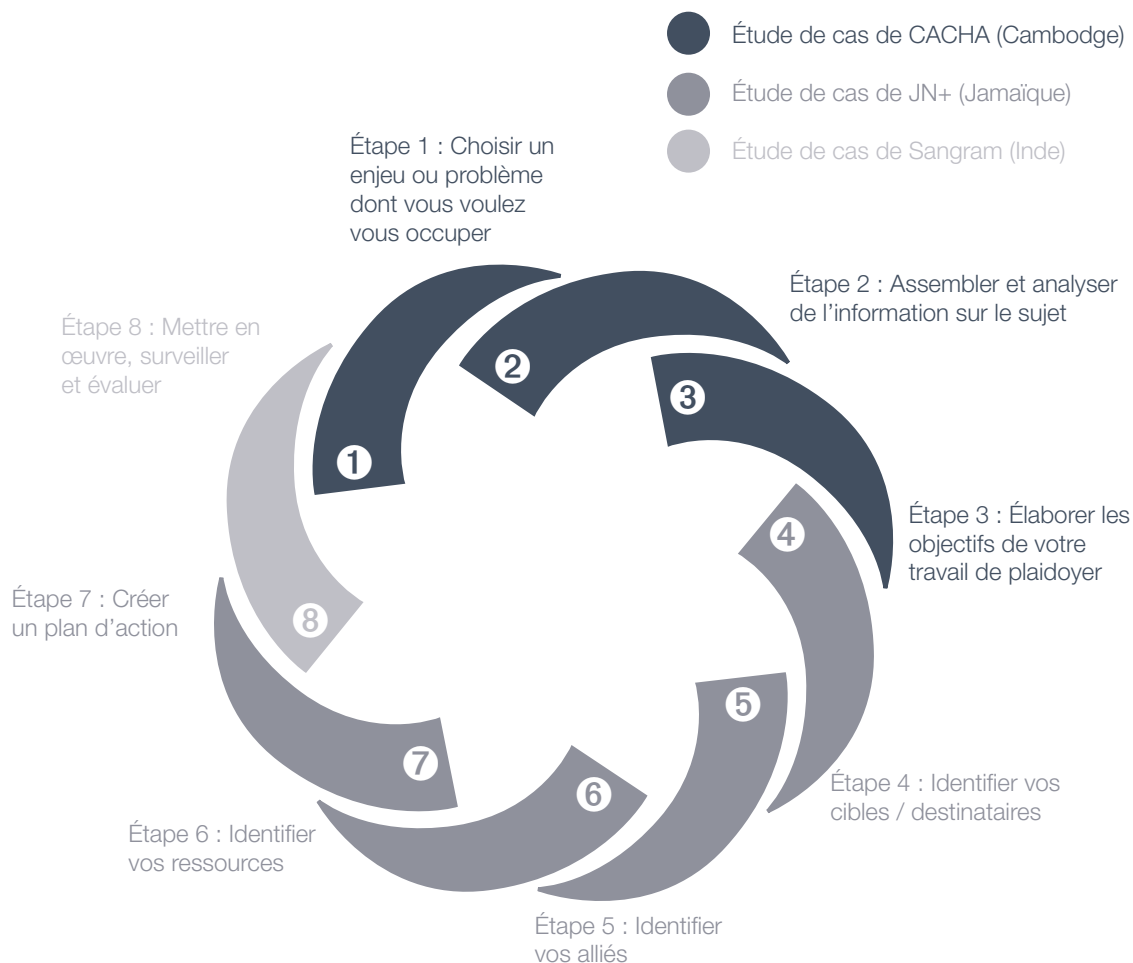 Étude de cas de CACHA (Cambodge)
Étude de cas de JN+ (Jamaïque)
Étude de cas de Sangram (Inde)
Étape 1 : Choisir un
enjeu ou problème
dont vous voulez
vous occuper
Étape 2 : Assembler et analyser
de l'information sur le sujet
Étape 3 : Élaborer les
objectifs de votre
travail de plaidoyer
Étape 4 : Identifier vos
cibles / destinataires
Étape 5 : Identifier
vos alliés
Étape 6 : Identifier
vos ressources
Étape 7 : Créer
un plan d'action
Étape 8 : Mettre en
œuvre, surveiller
et évaluer
1
2
3
4
5
6
7
8